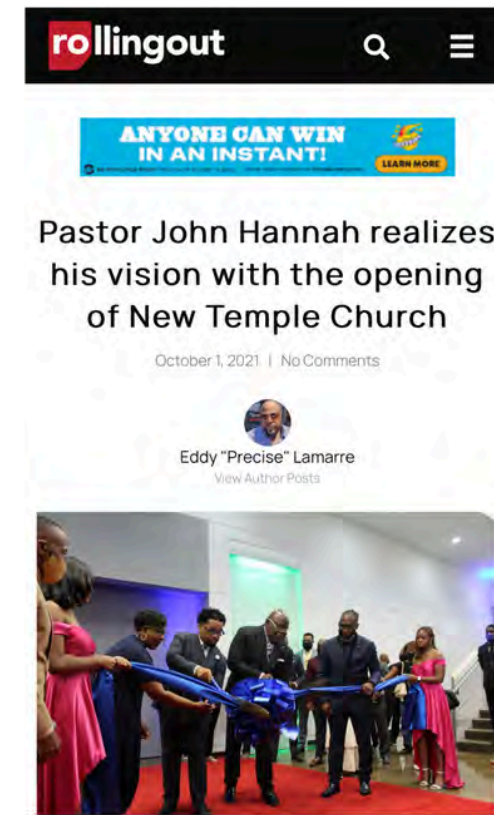 rollingout
ANYONE CAN WIN
IN AN INSTANT!
LEARN MORE
Pastor John Hannah realizes
his vision with the opening
of New Temple Church
October 1, 2021 | No Comments
Eddy "Precise" Lamarre
View Author Posts